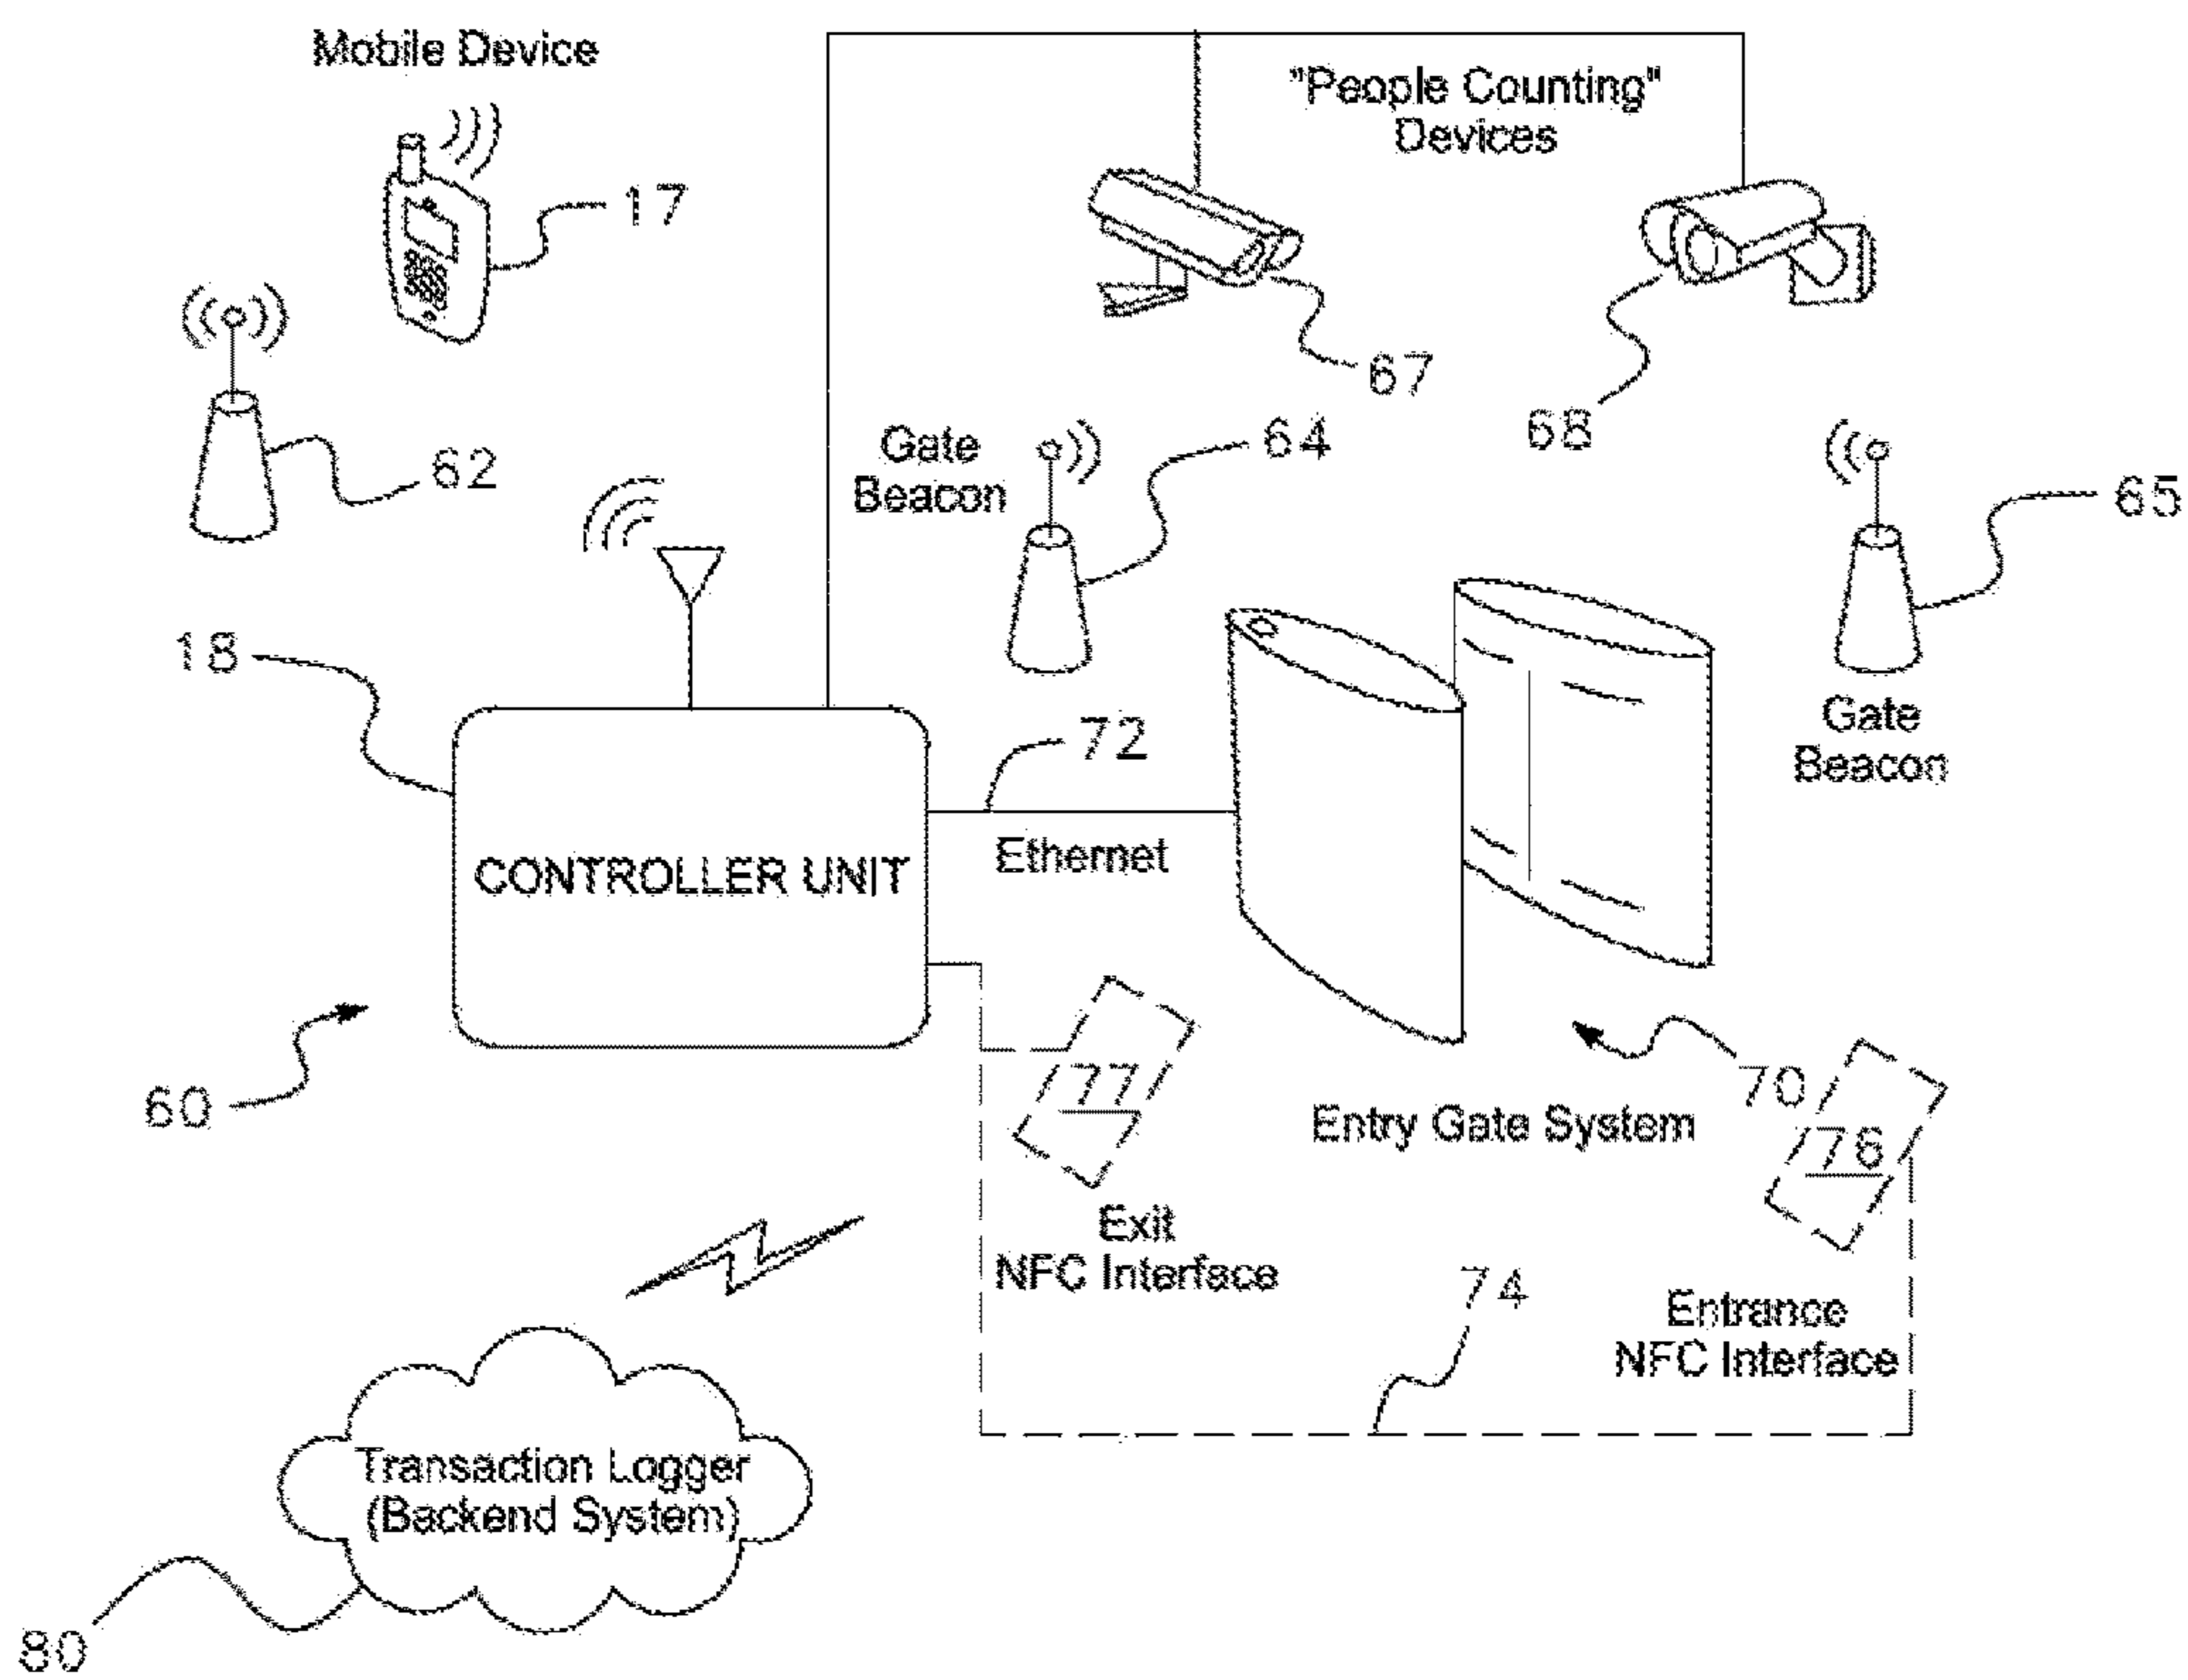 Mobile Device
"People Counting"
Devices
17
67
68
62
Gate
Beacon
64
65
18
72
Gate
Beacon
CONTROLLER UNIT
Ethernet
60
77
70
Entry Gate System
76
Exit
NFC Interface
74
Entrance
NFC Interface
Transaction Logger
(Backend System)
80